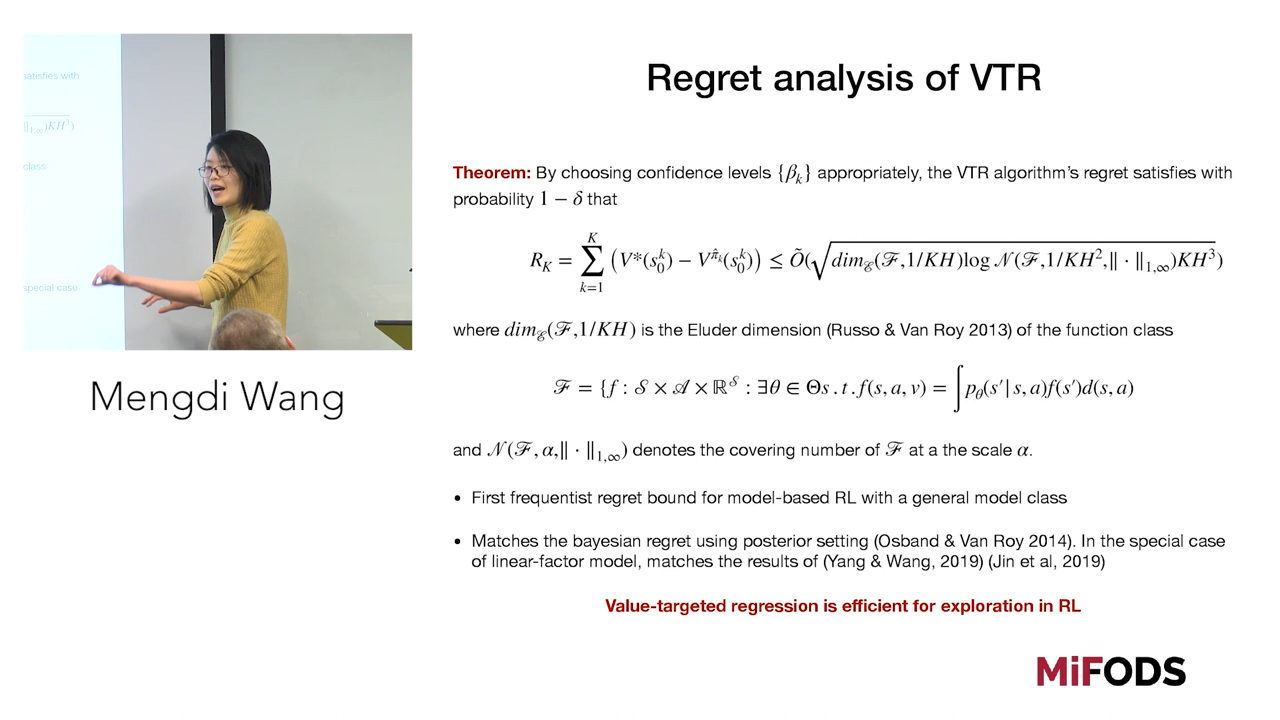 satisfies with
‖1,∞)KH³)
class
special case
Mengdi Wang
Regret analysis of VTR
Theorem: By choosing confidence levels {βₖ} appropriately, the VTR algorithm's regret satisfies with
probability 1 − δ that
R_K = ∑_{k=1}^{K} (V*(s₀ᵏ) − V^{π̂ₖ}(s₀ᵏ)) ≤ Õ(√(dim_ℰ(ℱ,1/KH)log 𝒩(ℱ,1/KH²,‖ · ‖_{1,∞})KH³))
where dim_ℰ(ℱ,1/KH) is the Eluder dimension (Russo & Van Roy 2013) of the function class
ℱ = {f : 𝒮 × 𝒜 × ℝ^𝒮 : ∃θ ∈ Θs . t . f(s, a, v) = ∫p_θ(s′ | s, a)f(s′)d(s, a)
and 𝒩(ℱ, α,‖ · ‖_{1,∞}) denotes the covering number of ℱ at a the scale α.
• First frequentist regret bound for model-based RL with a general model class
• Matches the bayesian regret using posterior setting (Osband & Van Roy 2014). In the special case
of linear-factor model, matches the results of (Yang & Wang, 2019) (Jin et al, 2019)
Value-targeted regression is efficient for exploration in RL
MiFODS